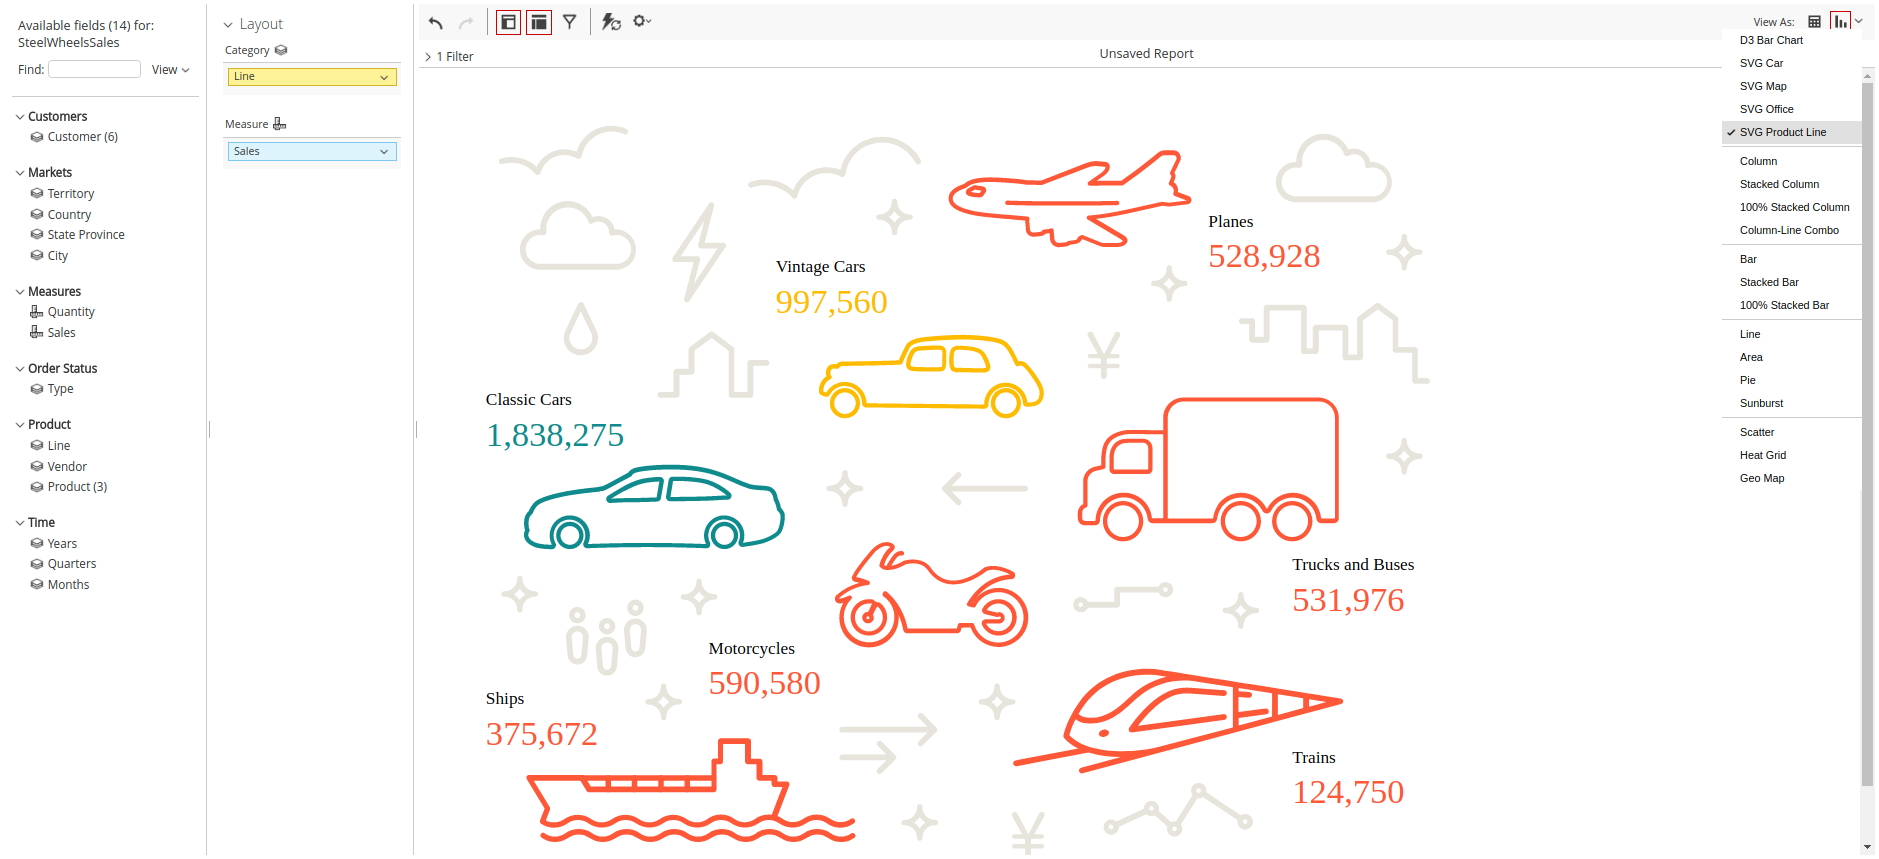 Available fields (14) for:
SteelWheelsSales
Find:
View
Customers
Customer (6)
Markets
Territory
Country
State Province
City
Measures
Quantity
Sales
Order Status
Type
Product
Line
Vendor
Product (3)
Time
Years
Quarters
Months
Layout
Category
Line
Measure
Sales
View As:
1 Filter
Unsaved Report
Planes
528,928
Vintage Cars
997,560
Classic Cars
1,838,275
Trucks and Buses
531,976
Motorcycles
590,580
Ships
375,672
Trains
124,750
D3 Bar Chart
SVG Car
SVG Map
SVG Office
SVG Product Line
Column
Stacked Column
100% Stacked Column
Column-Line Combo
Bar
Stacked Bar
100% Stacked Bar
Line
Area
Pie
Sunburst
Scatter
Heat Grid
Geo Map